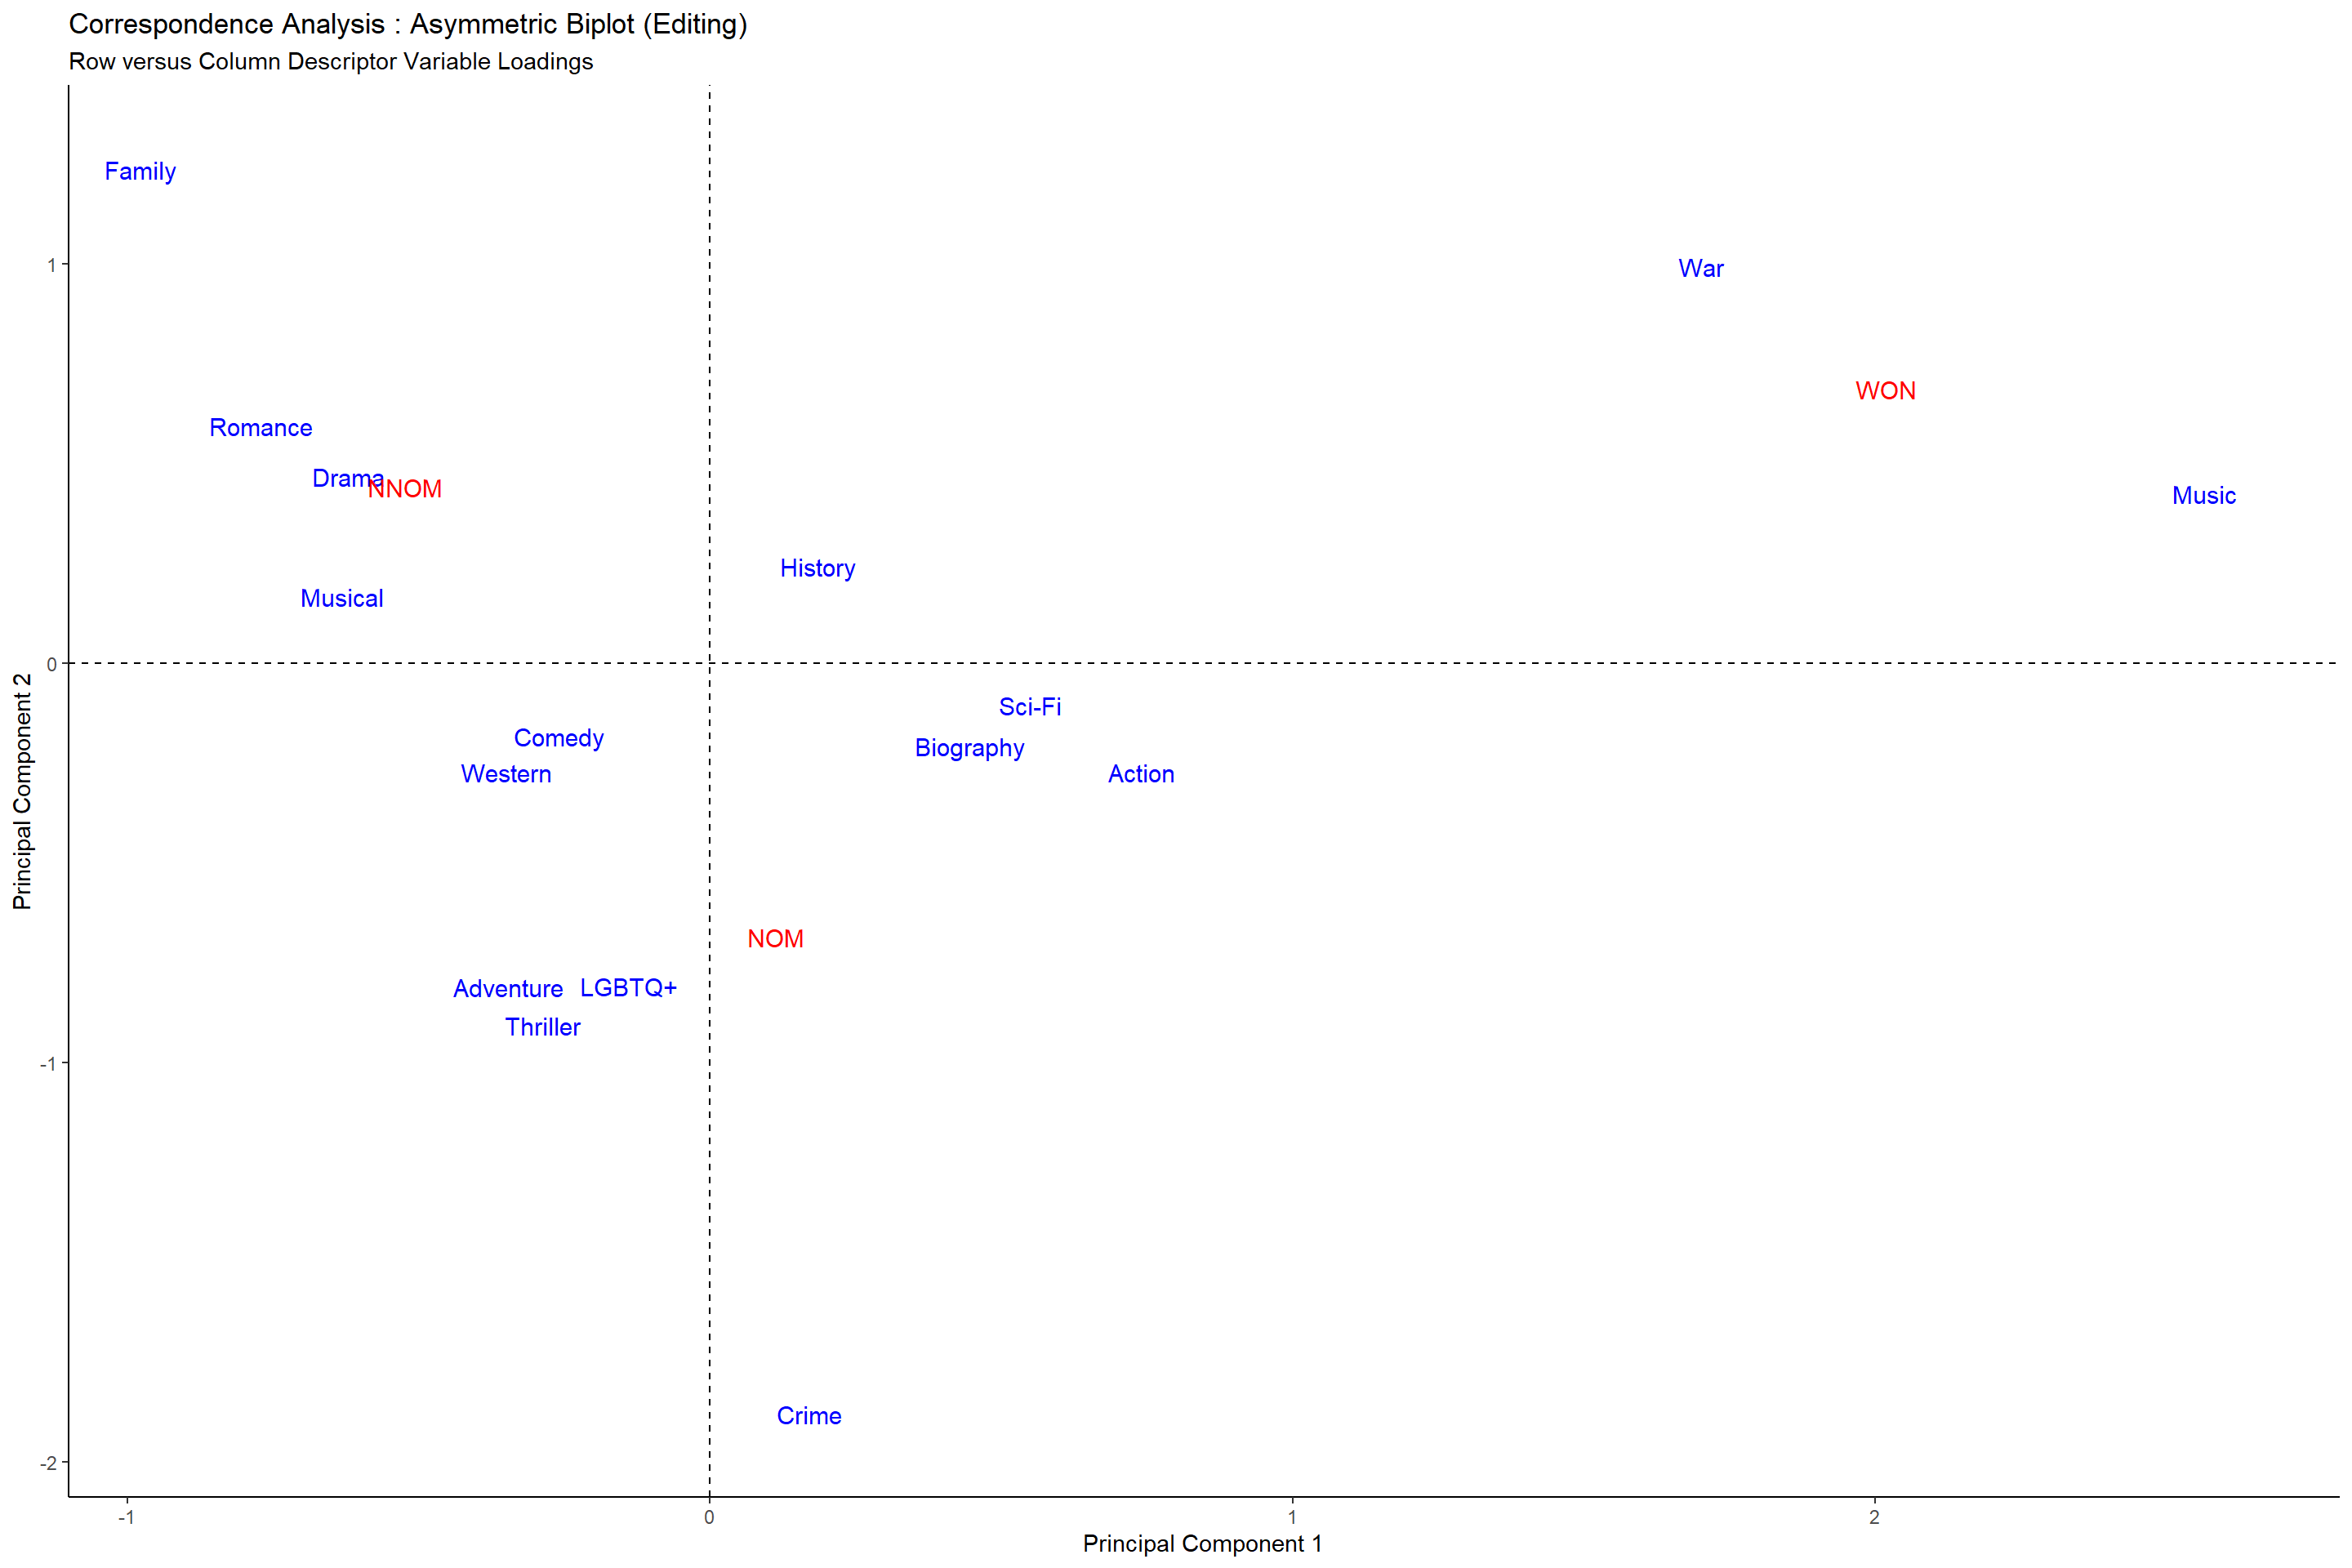 Correspondence Analysis : Asymmetric Biplot (Editing)
Row versus Column Descriptor Variable Loadings
Family
1
War
WON
Romance
Drama
NNOM
Music
History
Musical
0
Sci-Fi
Comedy
Biography
Western
Action
Principal Component 2
NOM
Adventure
LGBTQ+
Thriller
-1
Crime
-2
-1
0
1
2
Principal Component 1